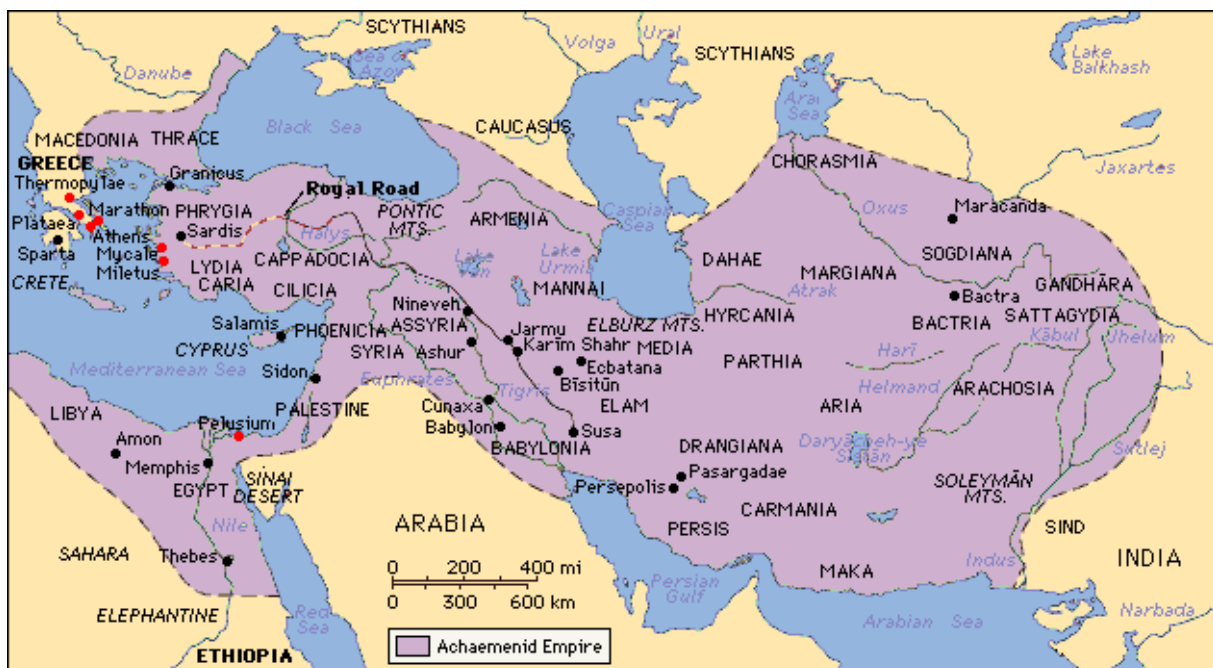 SCYTHIANS
Volga
Ural
SCYTHIANS
Lake
Balkhash
Danube
Sea of
Azov
Aral
Sea
Black Sea
CAUCASUS
MACEDONIA
THRACE
CHORASMIA
Jaxartes
GREECE
Thermopylae
Granicus
Royal Road
Caspian
Sea
Oxus
Maracanda
Marathon
PHRYGIA
PONTIC
MTS.
ARMENIA
Plataea
Sardis
Halys
Athens
Sparta
Mycale
Miletus
LYDIA
CARIA
CAPPADOCIA
Lake
Van
Lake
Urmia
DAHAE
SOGDIANA
MARGIANA
Atrak
GANDHĀRA
CRETE
CILICIA
MANNAI
Nineveh
Bactra
SATTAGYDIA
HYRCANIA
BACTRIA
Salamis
PHOENICIA
ASSYRIA
Jarmu
ELBURZ MTS.
Kābul
Jhelum
CYPRUS
SYRIA
Ashur
Karīm Shahr
MEDIA
PARTHIA
Harī
Ecbatana
Mediterranean Sea
Sidon
Euphrates
Bīsitūn
Helmand
ARACHOSIA
Tigris
LIBYA
PALESTINE
Cunaxa
ELAM
ARIA
Pelusium
Babylon
Susa
Amon
BABYLONIA
DRANGIANA
Daryācheh-ye
Sīstān
Sutlej
Memphis
Pasargadae
EGYPT
SINAI
DESERT
Persepolis
SOLEYMĀN
MTS.
CARMANIA
Nile
ARABIA
PERSIS
SIND
SAHARA
Thebes
INDIA
Indus
0 200 400 mi
MAKA
0 300 600 km
Persian
Gulf
ELEPHANTINE
Red
Sea
Arabian Sea
Narbada
Achaemenid Empire
ETHIOPIA